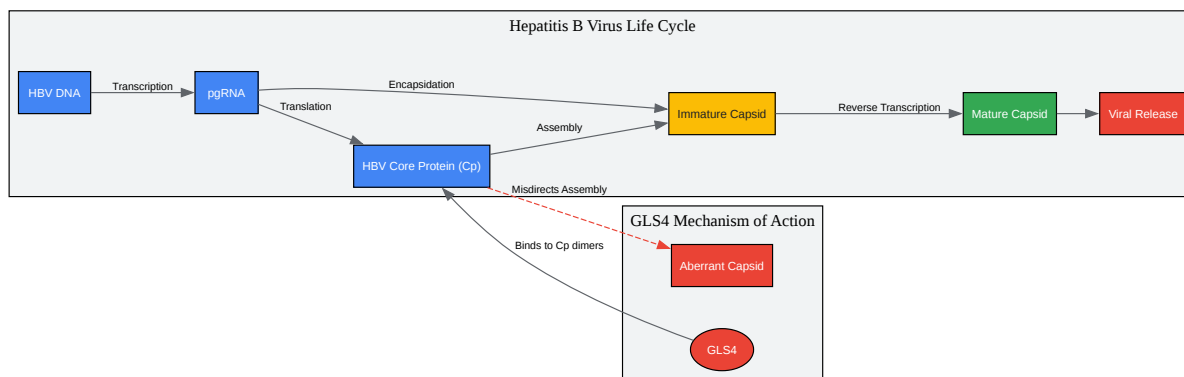 Hepatitis B Virus Life Cycle
HBV DNA
Transcription
pgRNA
Encapsidation
Translation
HBV Core Protein (Cp)
Assembly
Immature Capsid
Reverse Transcription
Mature Capsid
Viral Release
Misdirects Assembly
GLS4 Mechanism of Action
Binds to Cp dimers
Aberrant Capsid
GLS4